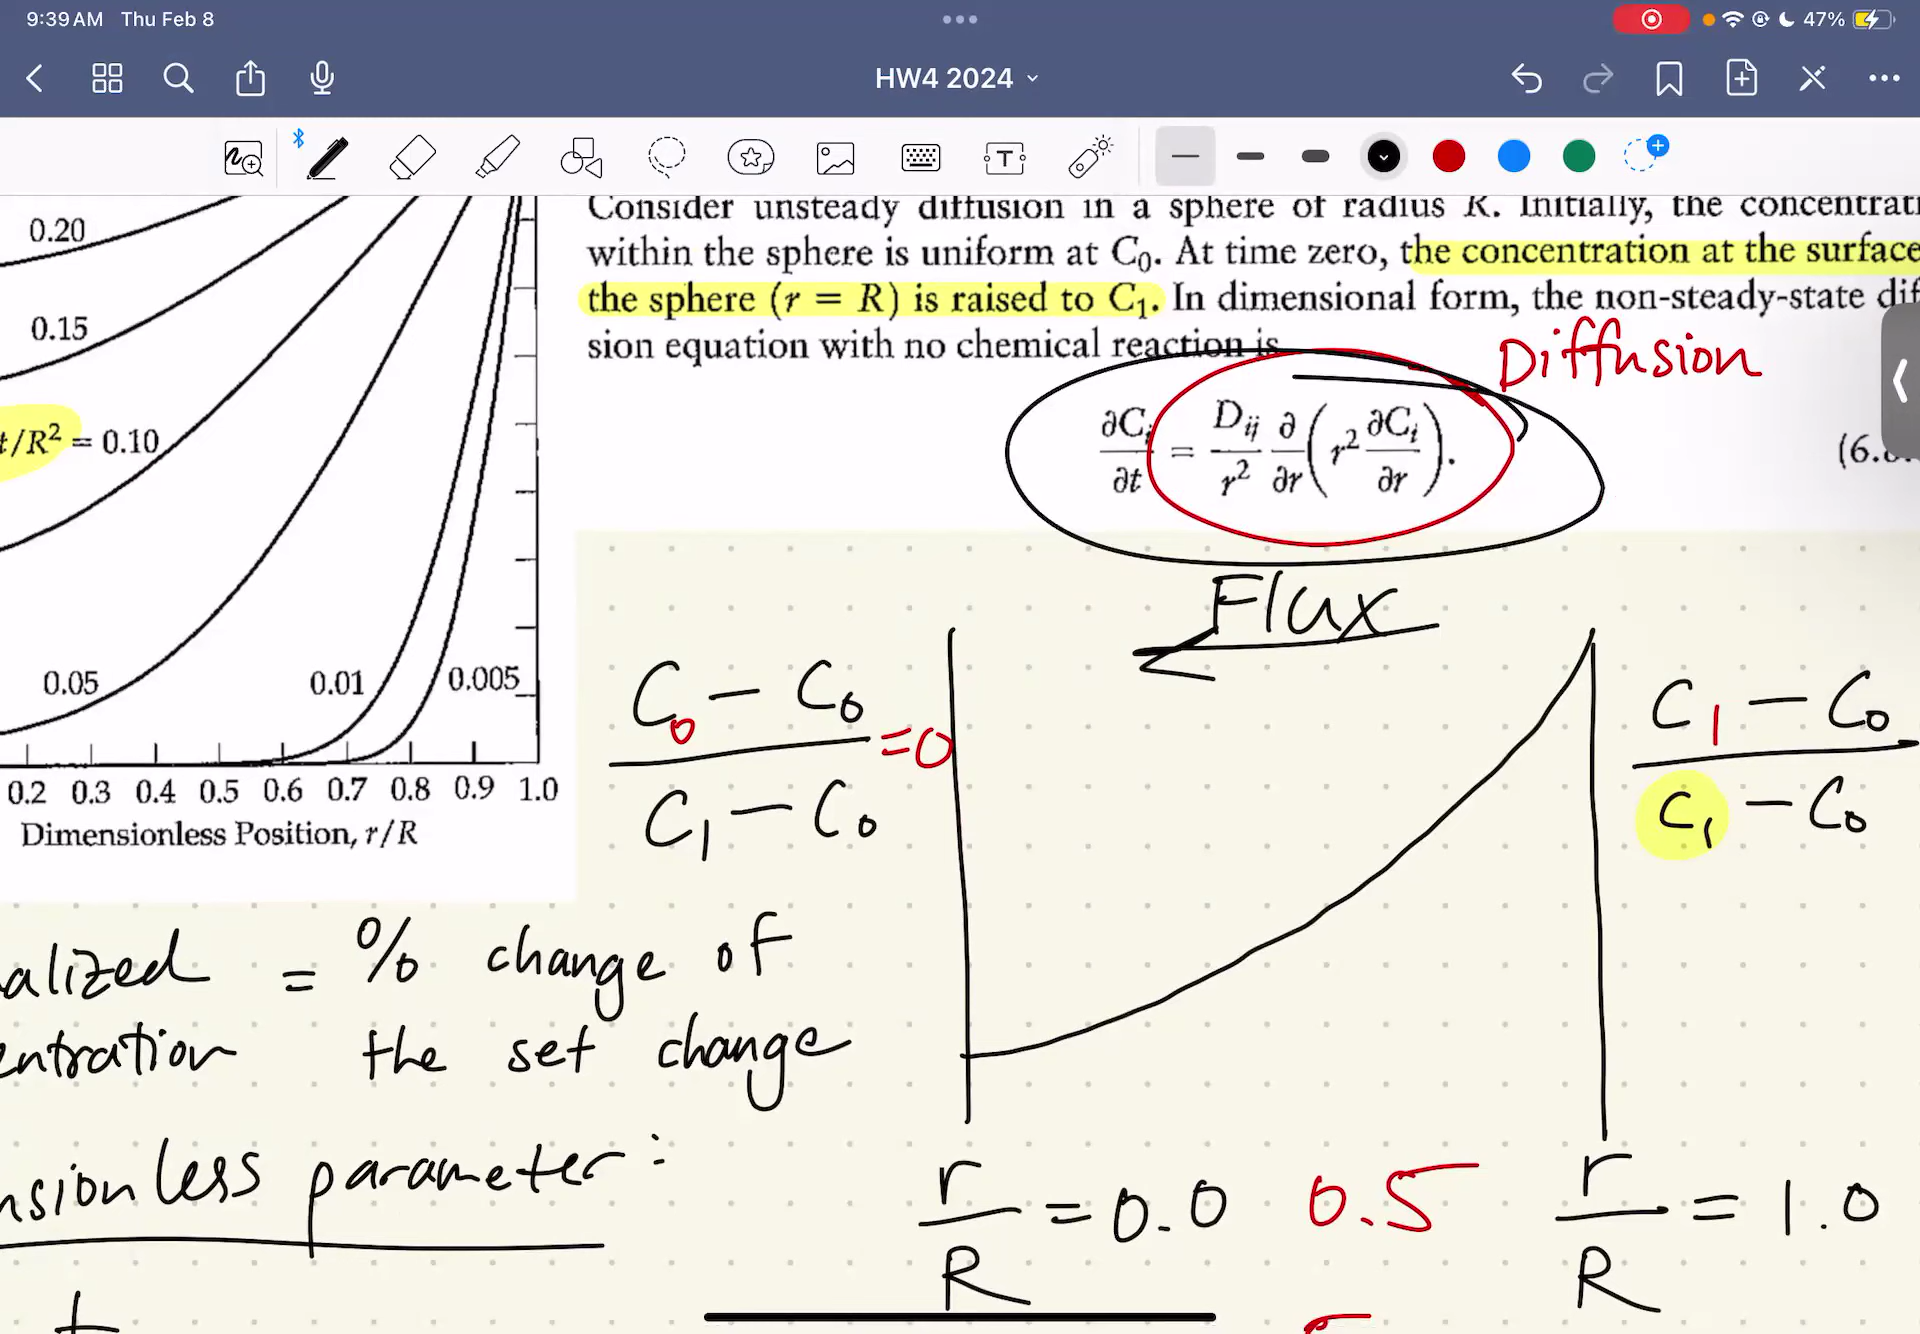 9:39 AM Thu Feb 8
47%
HW4 2024
T
Consider unsteady diffusion in a sphere of radius R. Initially, the concentrati
within the sphere is uniform at C₀. At time zero, the concentration at the surface
the sphere (r = R) is raised to C₁. In dimensional form, the non-steady-state dif
sion equation with no chemical reaction is
Diffusion
∂Cᵢ/∂t = Dᵢⱼ/r² ∂/∂r (r² ∂Cᵢ/∂r).
(6.
0.20
0.15
t/R² = 0.10
0.05
0.01
0.005
0.2 0.3 0.4 0.5 0.6 0.7 0.8 0.9 1.0
Dimensionless Position, r/R
Flux
C₀ – C₀
=0
C₁ – C₀
C₁ – C₀
C₁ – C₀
alized = % change of
entration the set change
nsionless parameter:
r/R = 0.0
0.5
r/R = 1.0
t